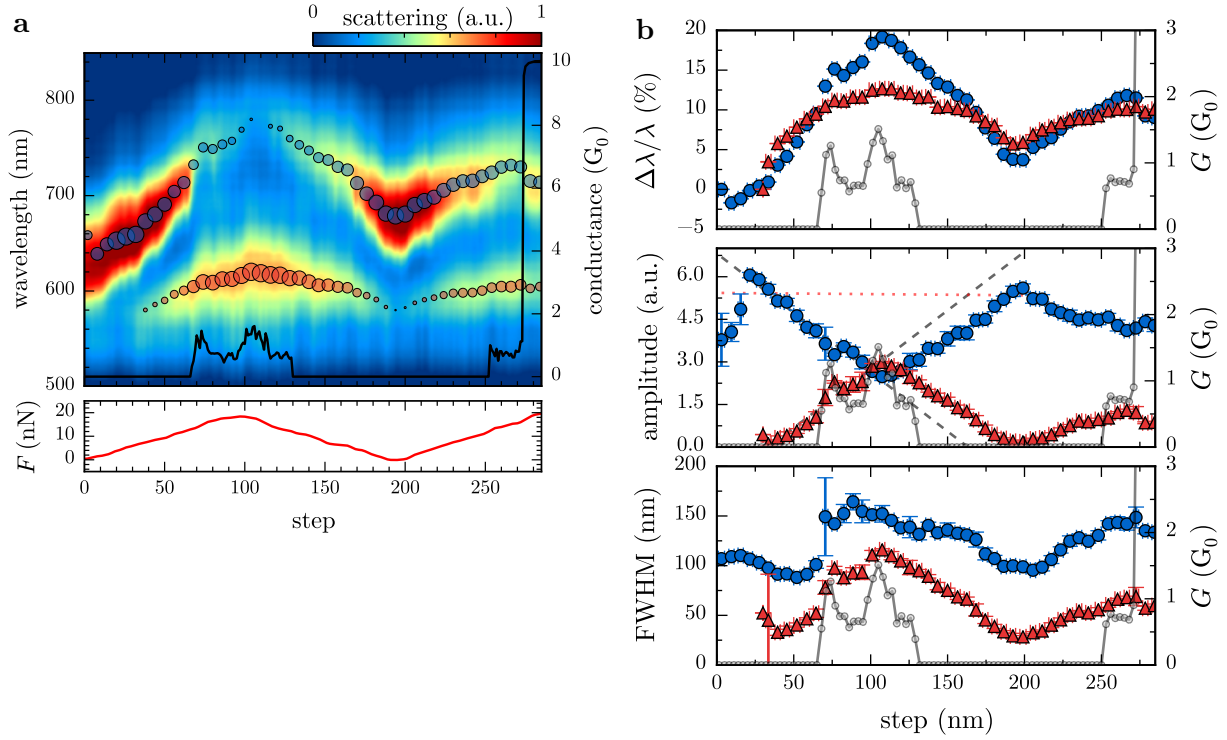 a
0 scattering (a.u.) 1
800
700
600
500
wavelength (nm)
10
8
6
4
2
0
conductance (G0)
20
10
0
F (nN)
0 50 100 150 200 250
step
b
20
15
10
5
0
−5
Δλ/λ (%)
3
2
1
0
G (G0)
6.0
4.5
3.0
1.5
0.0
amplitude (a.u.)
3
2
1
0
G (G0)
200
150
100
50
0
FWHM (nm)
3
2
1
0
G (G0)
0 50 100 150 200 250
step (nm)